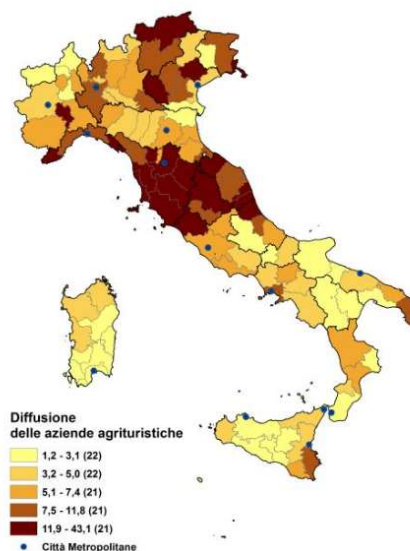 Diffusione
delle aziende agrituristiche
1,2 - 3,1 (22)
3,2 - 5,0 (22)
5,1 - 7,4 (21)
7,5 - 11,8 (21)
11,9 - 43,1 (21)
Città Metropolitane